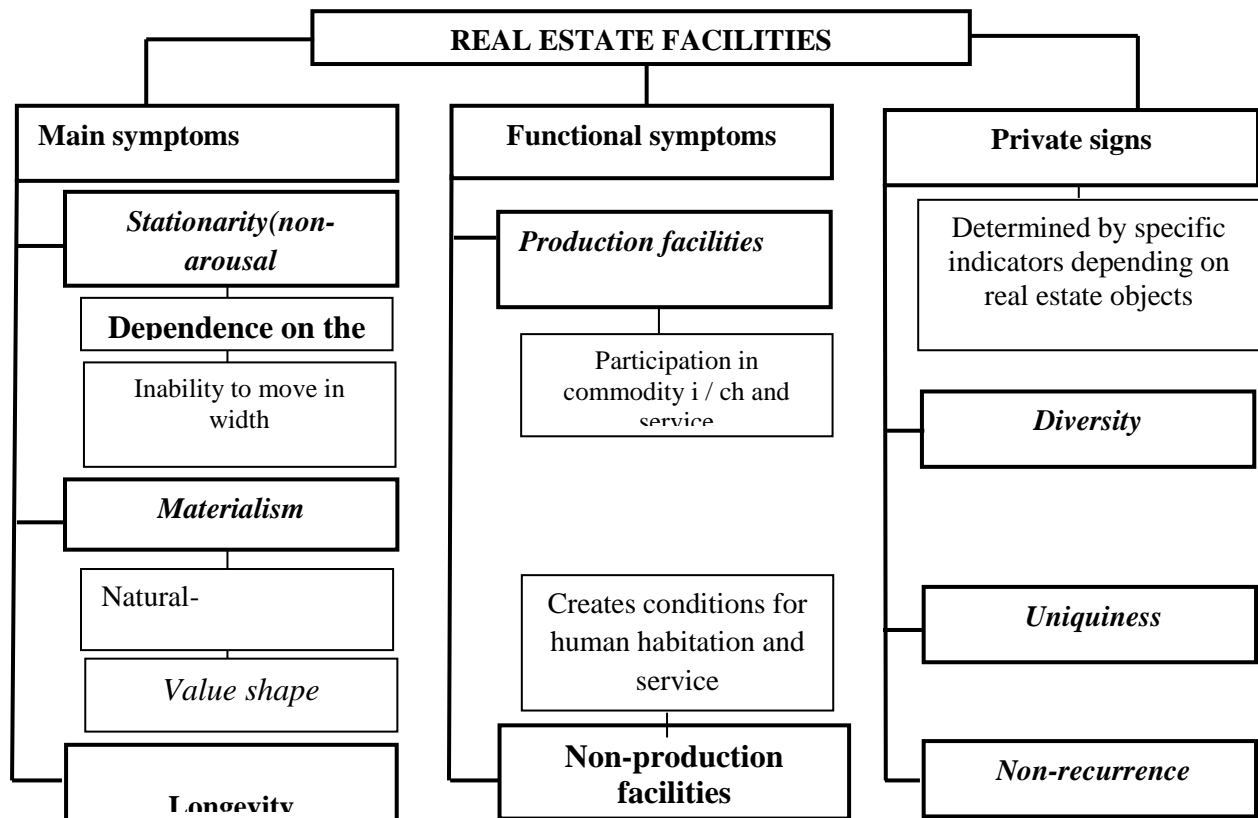 REAL ESTATE FACILITIES
Main symptoms
Stationarity(non-
arousal
Dependence on the
Inability to move in
width
Materialism
Natural-
Value shape
Longevity
Functional symptoms
Production facilities
Participation in
commodity i / ch and
service
Creates conditions for
human habitation and
service
Non-production
facilities
Private signs
Determined by specific
indicators depending on
real estate objects
Diversity
Uniquiness
Non-recurrence